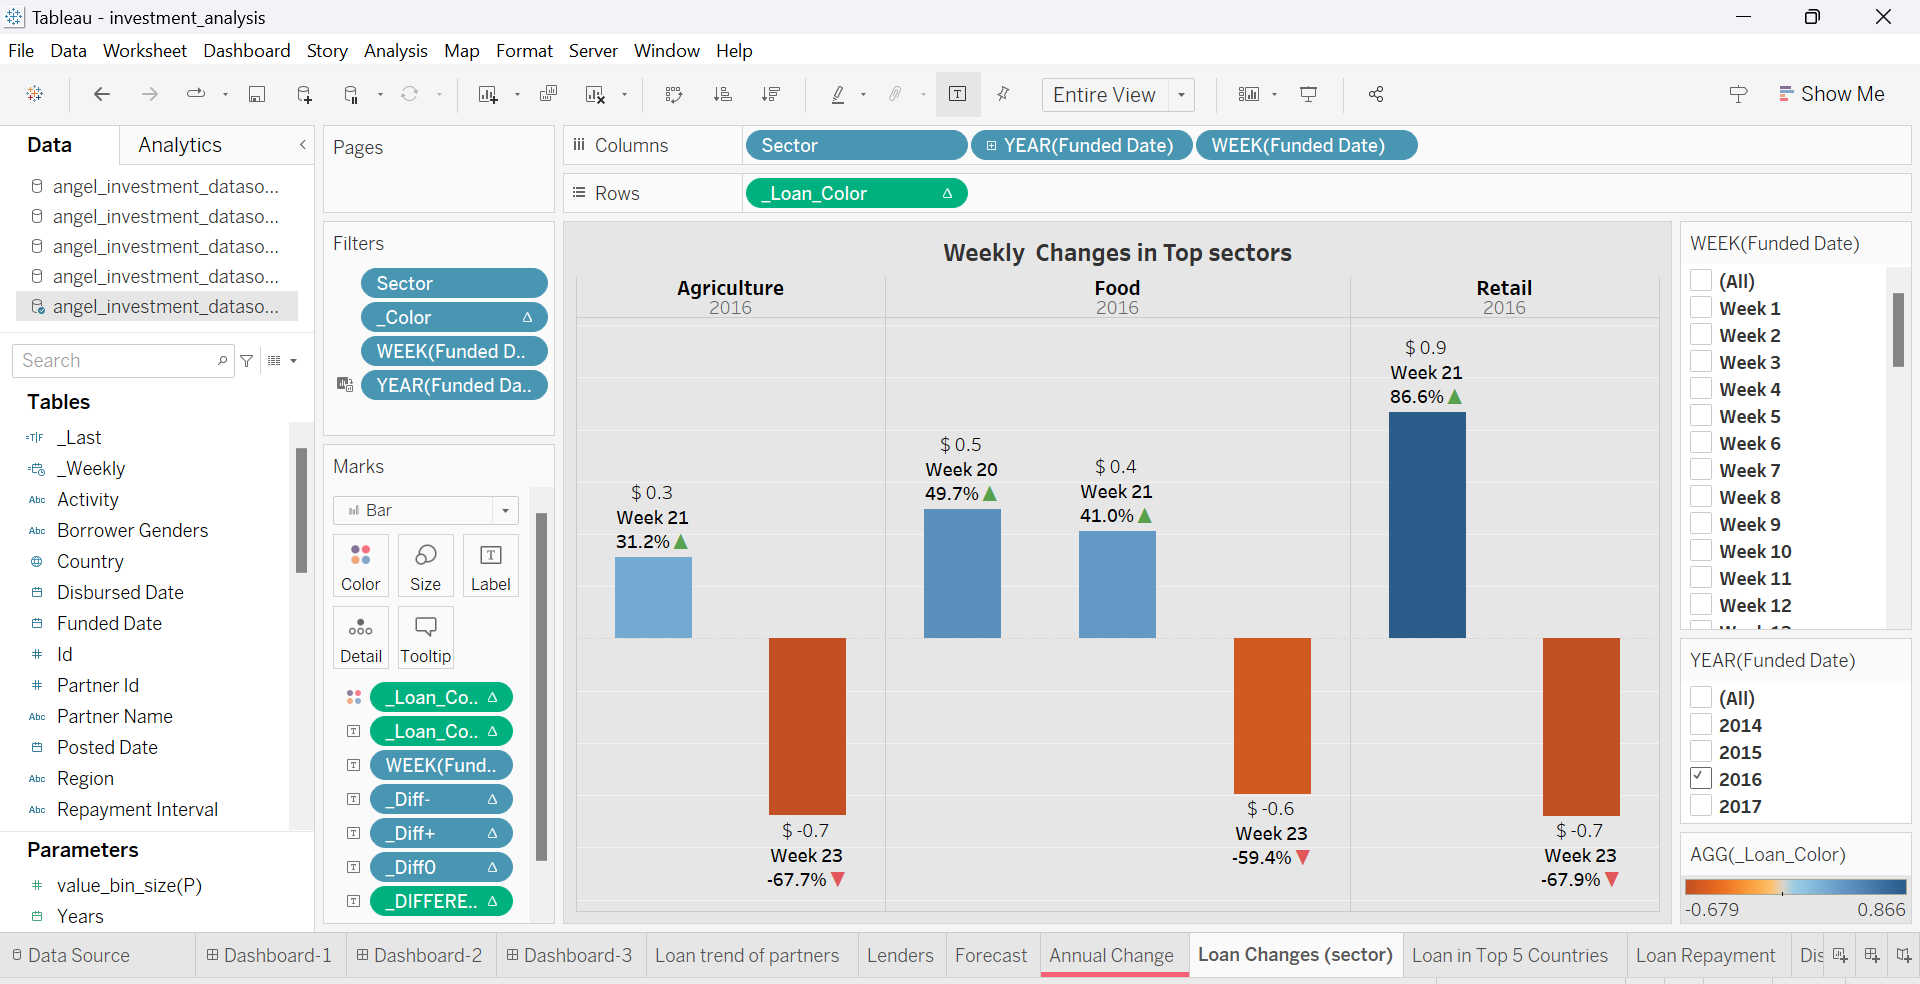 Tableau - investment_analysis
File Data Worksheet Dashboard Story Analysis Map Format Server Window Help
Entire View
Show Me
Data Analytics
angel_investment_dataso...
angel_investment_dataso...
angel_investment_dataso...
angel_investment_dataso...
angel_investment_dataso...
Search
Tables
=T|F _Last
_Weekly
Abc Activity
Abc Borrower Genders
Country
Disbursed Date
Funded Date
# Id
# Partner Id
Abc Partner Name
Posted Date
Abc Region
Abc Repayment Interval
Parameters
# value_bin_size(P)
Years
Pages
Filters
Sector
_Color Δ
WEEK(Funded D..
YEAR(Funded Da..
Marks
Bar
Color Size Label
Detail Tooltip
_Loan_Co.. Δ
_Loan_Co.. Δ
WEEK(Fund..
_Diff- Δ
_Diff+ Δ
_Diff0 Δ
_DIFFERE.. Δ
Columns Sector YEAR(Funded Date) WEEK(Funded Date)
Rows _Loan_Color Δ
Weekly Changes in Top sectors
Agriculture
2016
Food
2016
Retail
2016
$ 0.3
Week 21
31.2% ▲
$ -0.7
Week 23
-67.7% ▼
$ 0.5
Week 20
49.7% ▲
$ 0.4
Week 21
41.0% ▲
$ -0.6
Week 23
-59.4% ▼
$ 0.9
Week 21
86.6% ▲
$ -0.7
Week 23
-67.9% ▼
WEEK(Funded Date)
(All)
Week 1
Week 2
Week 3
Week 4
Week 5
Week 6
Week 7
Week 8
Week 9
Week 10
Week 11
Week 12
YEAR(Funded Date)
(All)
2014
2015
2016
2017
AGG(_Loan_Color)
-0.679 0.866
Data Source Dashboard-1 Dashboard-2 Dashboard-3 Loan trend of partners Lenders Forecast Annual Change Loan Changes (sector) Loan in Top 5 Countries Loan Repayment Dis